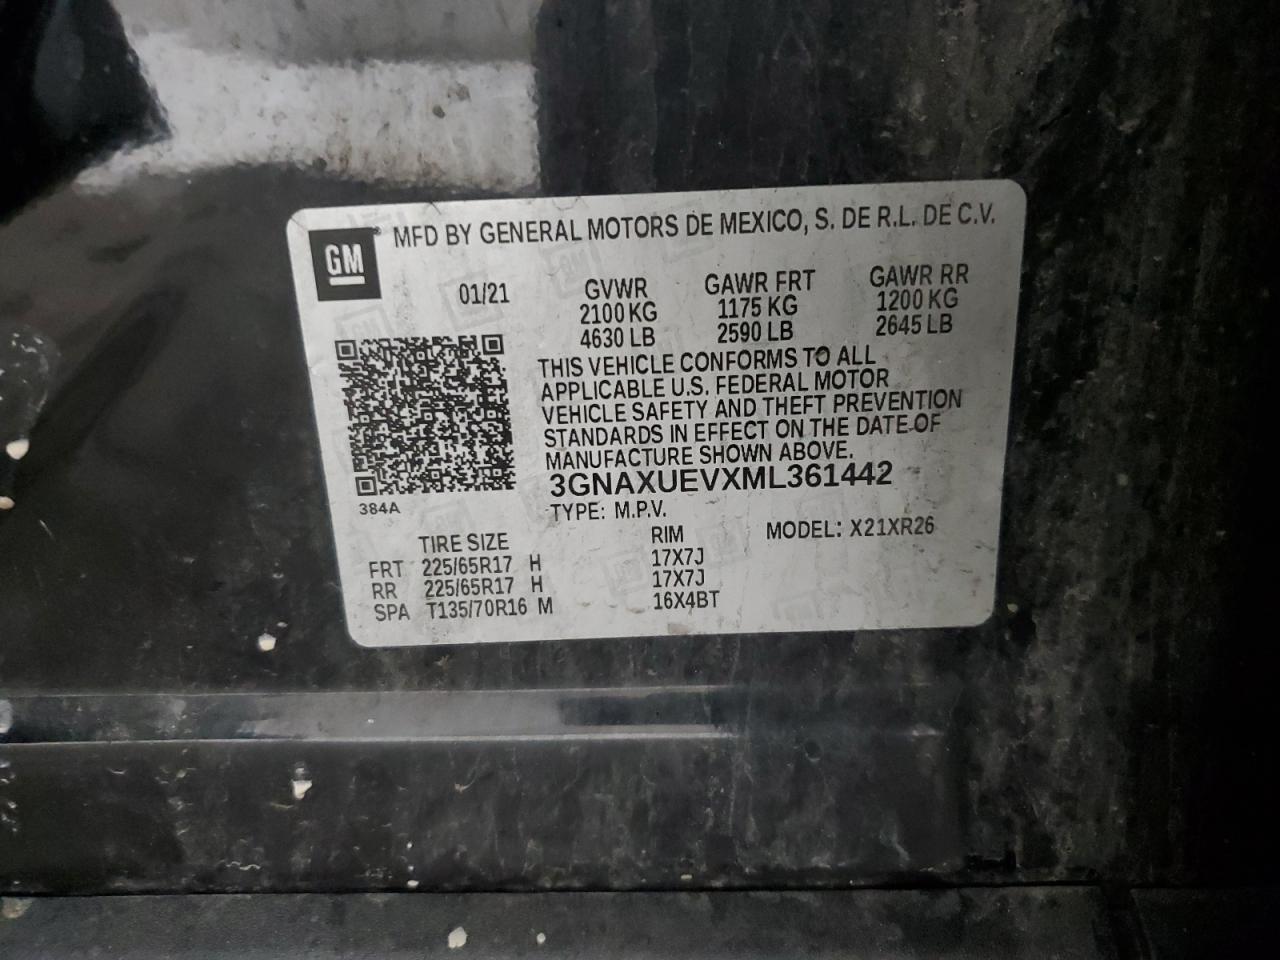 GM
MFD BY GENERAL MOTORS DE MEXICO, S. DE R.L. DE C.V.
01/21 GVWR GAWR FRT GAWR RR
2100 KG 1175 KG 1200 KG
4630 LB 2590 LB 2645 LB
THIS VEHICLE CONFORMS TO ALL
APPLICABLE U.S. FEDERAL MOTOR
VEHICLE SAFETY AND THEFT PREVENTION
STANDARDS IN EFFECT ON THE DATE OF
MANUFACTURE SHOWN ABOVE.
3GNAXUEVXML361442
384A
TYPE: M.P.V.
TIRE SIZE RIM MODEL: X21XR26
FRT 225/65R17 H 17X7J
RR 225/65R17 H 17X7J
SPA T135/70R16 M 16X4BT